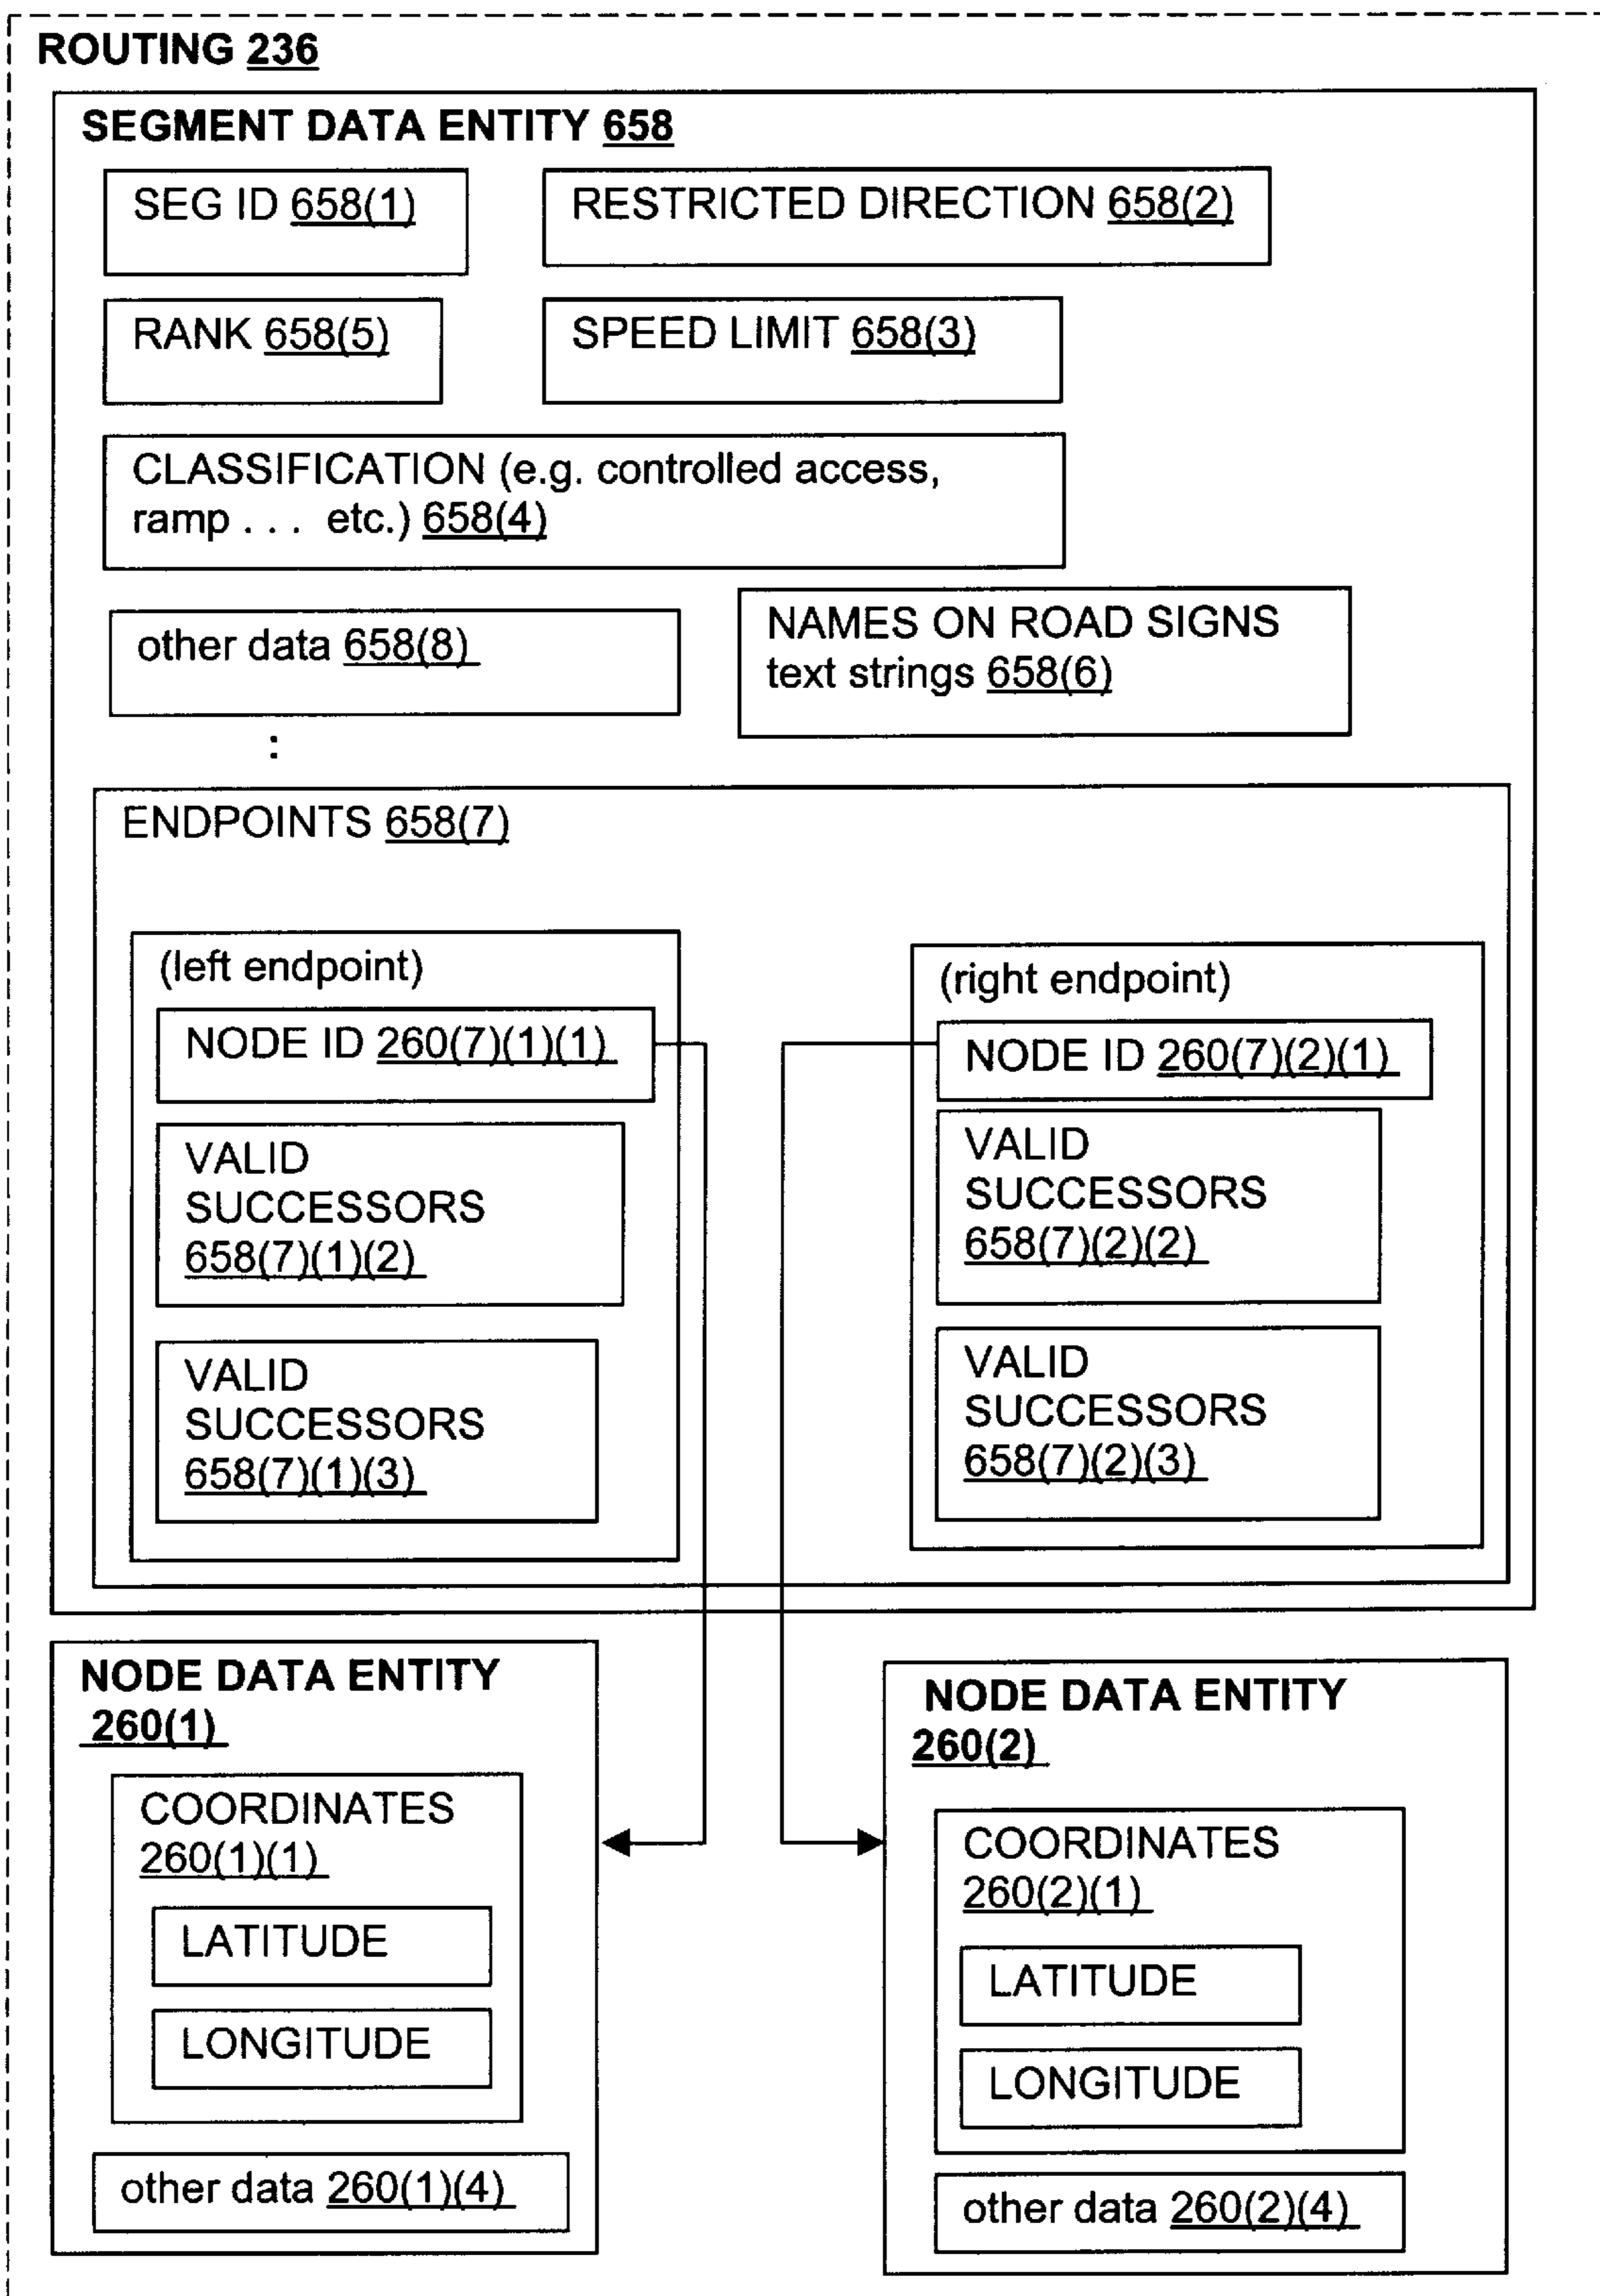 ROUTING 236
SEGMENT DATA ENTITY 658
SEG ID 658(1)
RESTRICTED DIRECTION 658(2)
RANK 658(5)
SPEED LIMIT 658(3)
CLASSIFICATION (e.g. controlled access,
ramp . . . etc.) 658(4)
other data 658(8)
:
NAMES ON ROAD SIGNS
text strings 658(6)
ENDPOINTS 658(7)
(left endpoint)
NODE ID 260(7)(1)(1)
VALID
SUCCESSORS
658(7)(1)(2)
VALID
SUCCESSORS
658(7)(1)(3)
(right endpoint)
NODE ID 260(7)(2)(1)
VALID
SUCCESSORS
658(7)(2)(2)
VALID
SUCCESSORS
658(7)(2)(3)
NODE DATA ENTITY
260(1)
COORDINATES
260(1)(1)
LATITUDE
LONGITUDE
other data 260(1)(4)
NODE DATA ENTITY
260(2)
COORDINATES
260(2)(1)
LATITUDE
LONGITUDE
other data 260(2)(4)